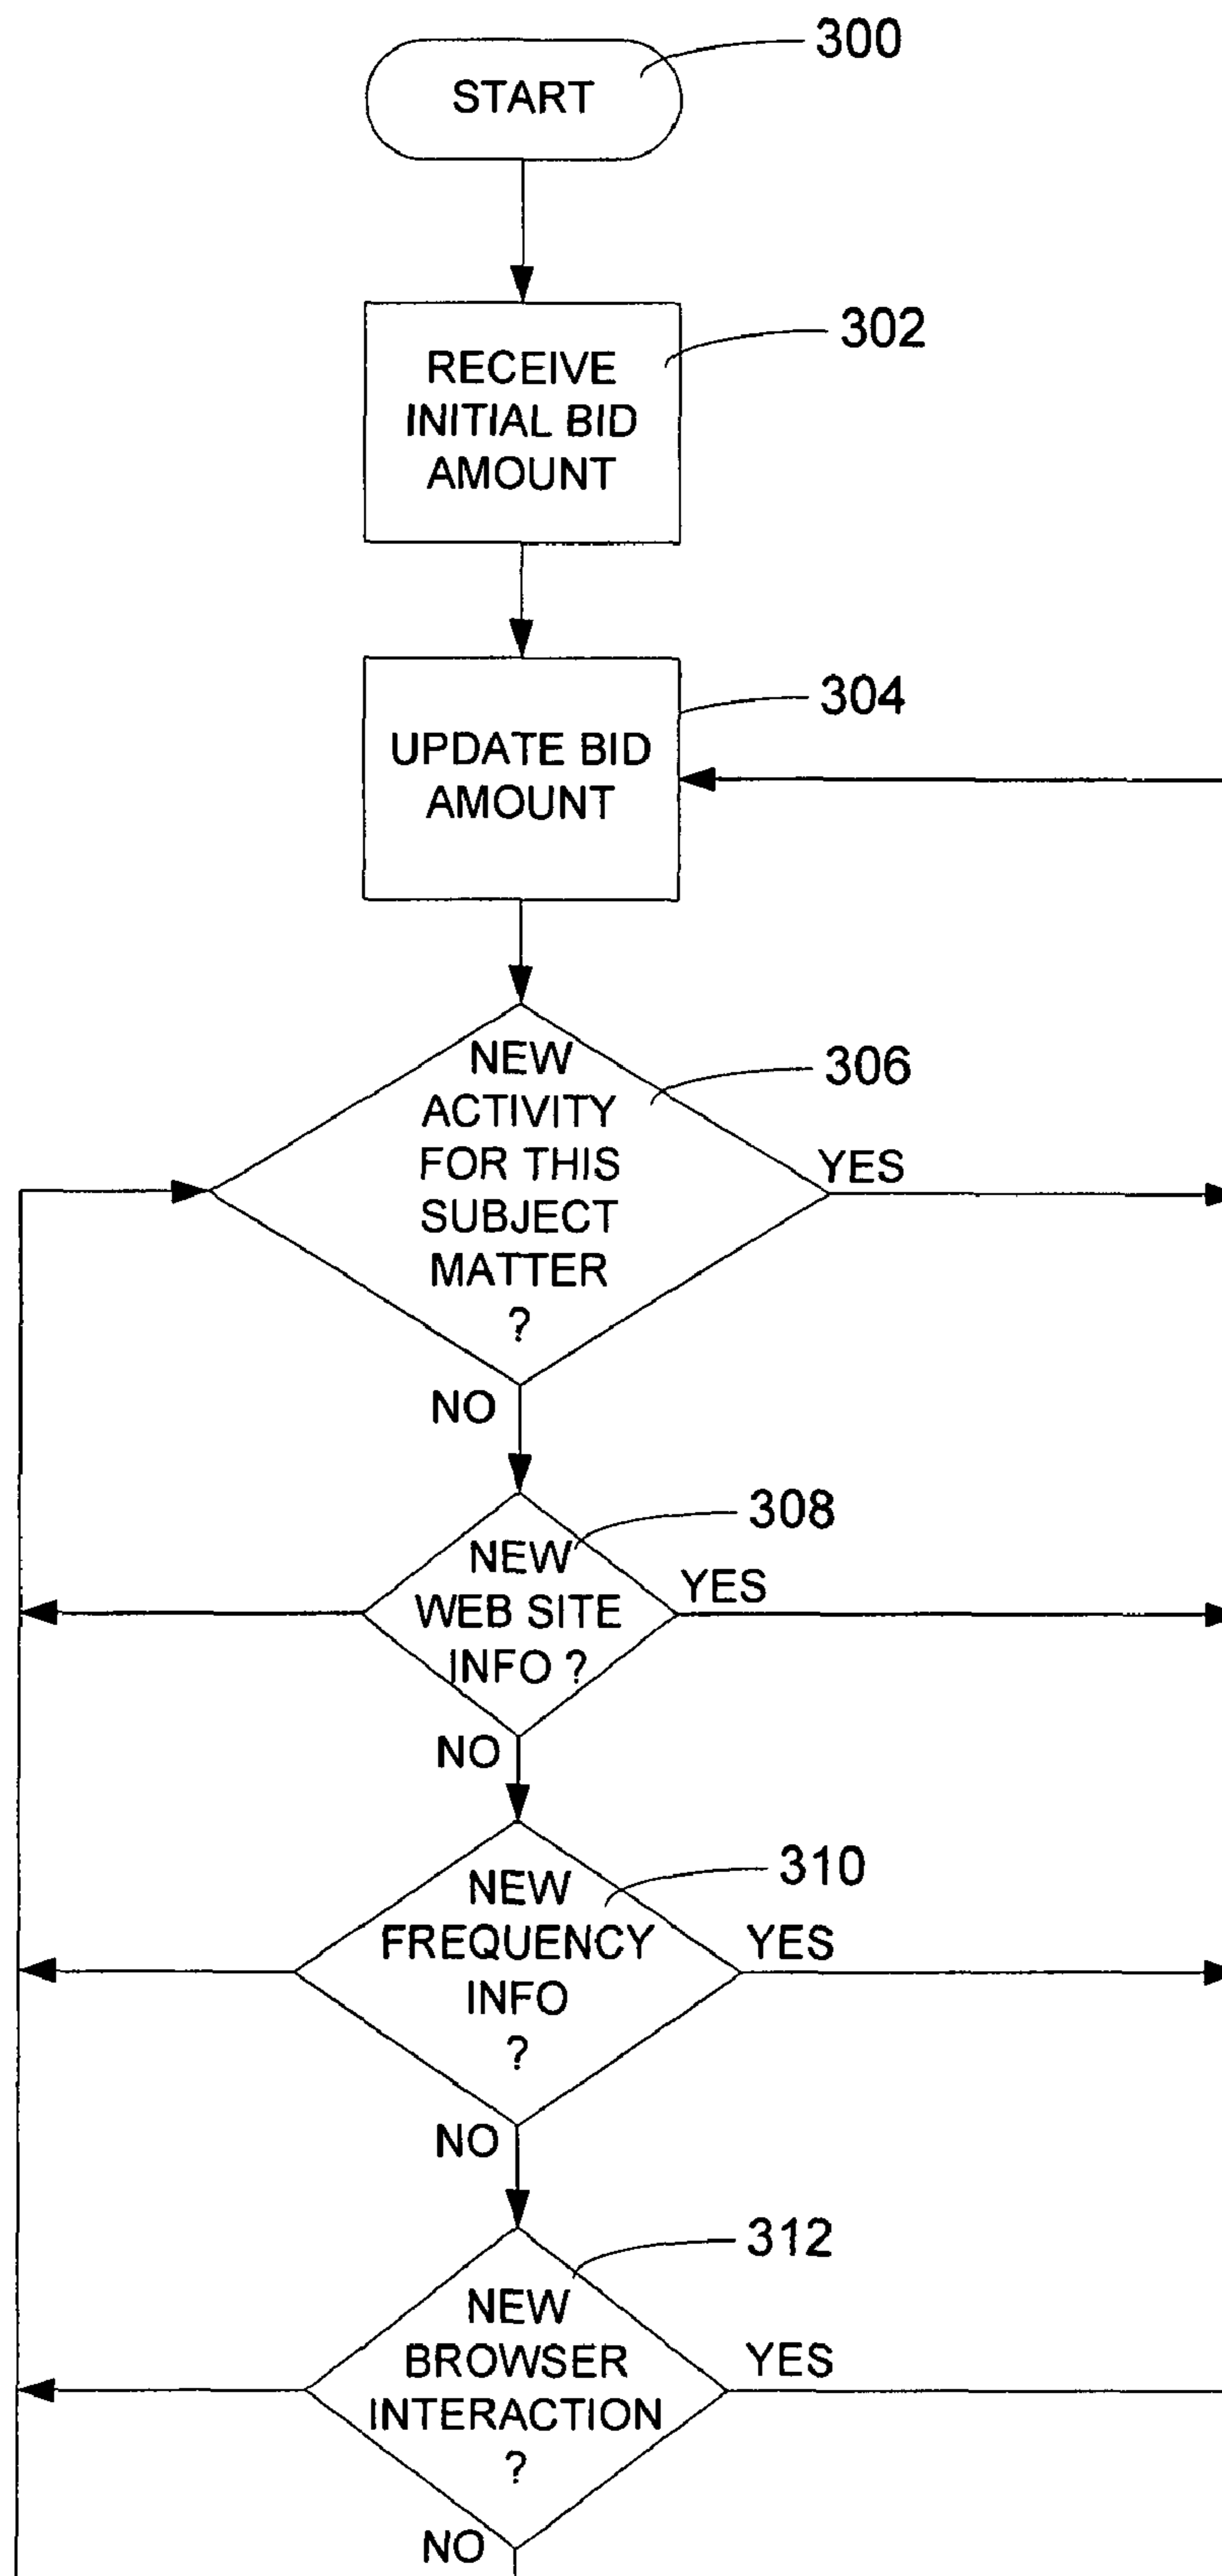 300
START
302
RECEIVE
INITIAL BID
AMOUNT
304
UPDATE BID
AMOUNT
306
NEW
ACTIVITY
FOR THIS
SUBJECT
MATTER
?
YES
NO
308
NEW
WEB SITE
INFO ?
YES
NO
310
NEW
FREQUENCY
INFO
?
YES
NO
312
NEW
BROWSER
INTERACTION
?
YES
NO